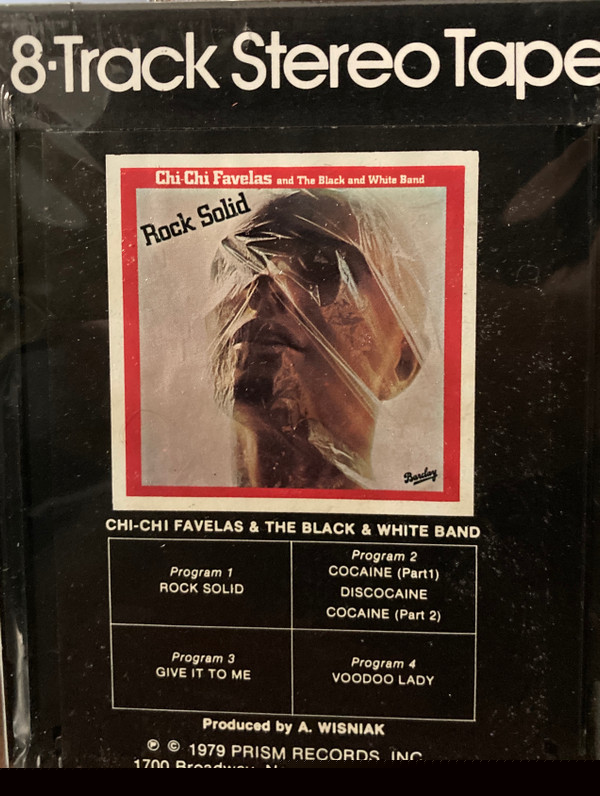 8·Track Stereo Tape
Chi-Chi Favelas and The Black and White Band
Rock Solid
Barclay
CHI-CHI FAVELAS & THE BLACK & WHITE BAND
Program 1
ROCK SOLID
Program 2
COCAINE (Part1)
DISCOCAINE
COCAINE (Part 2)
Program 3
GIVE IT TO ME
Program 4
VOODOO LADY
Produced by A. WISNIAK
℗ © 1979 PRISM RECORDS, INC.
1700 Broadway,